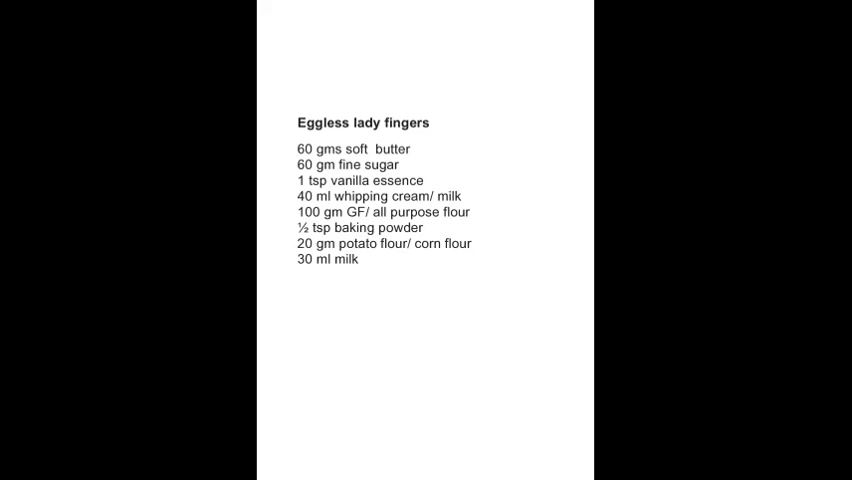 Eggless lady fingers
60 gms soft  butter
60 gm fine sugar
1 tsp vanilla essence
40 ml whipping cream/ milk
100 gm GF/ all purpose flour
½ tsp baking powder
20 gm potato flour/ corn flour
30 ml milk